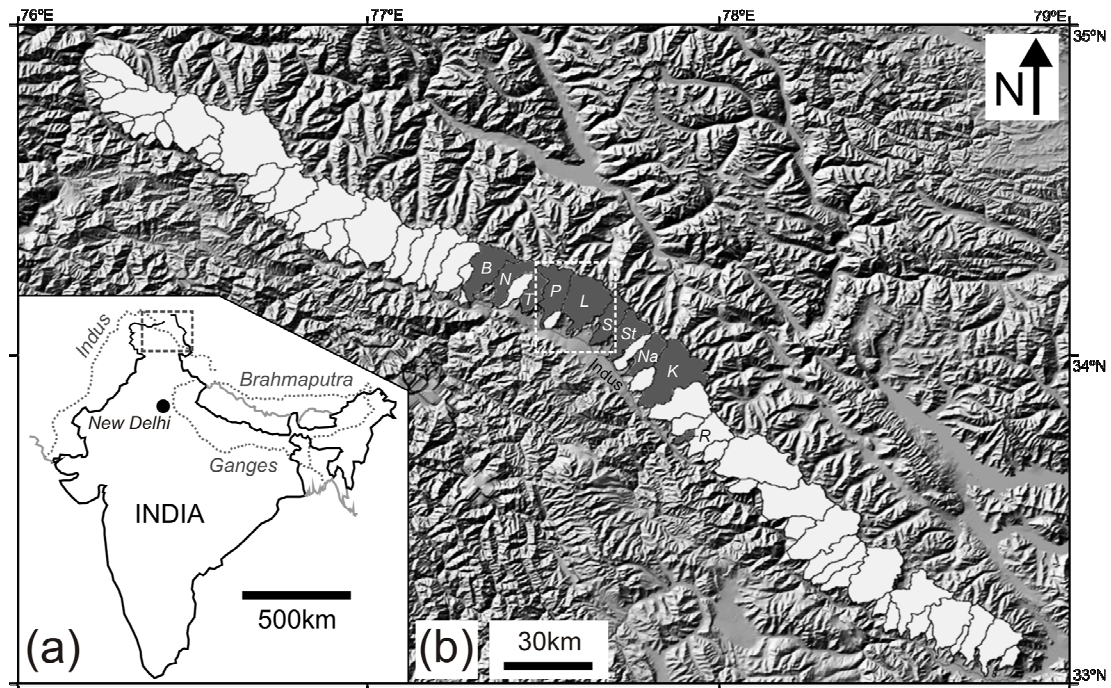 76ºE 77ºE 78ºE 79ºE
35ºN
N
B N T P L S St Na K
Indus
34ºN
R
Indus
Brahmaputra
New Delhi
Ganges
INDIA
500km
(a)
(b)
30km
33ºN